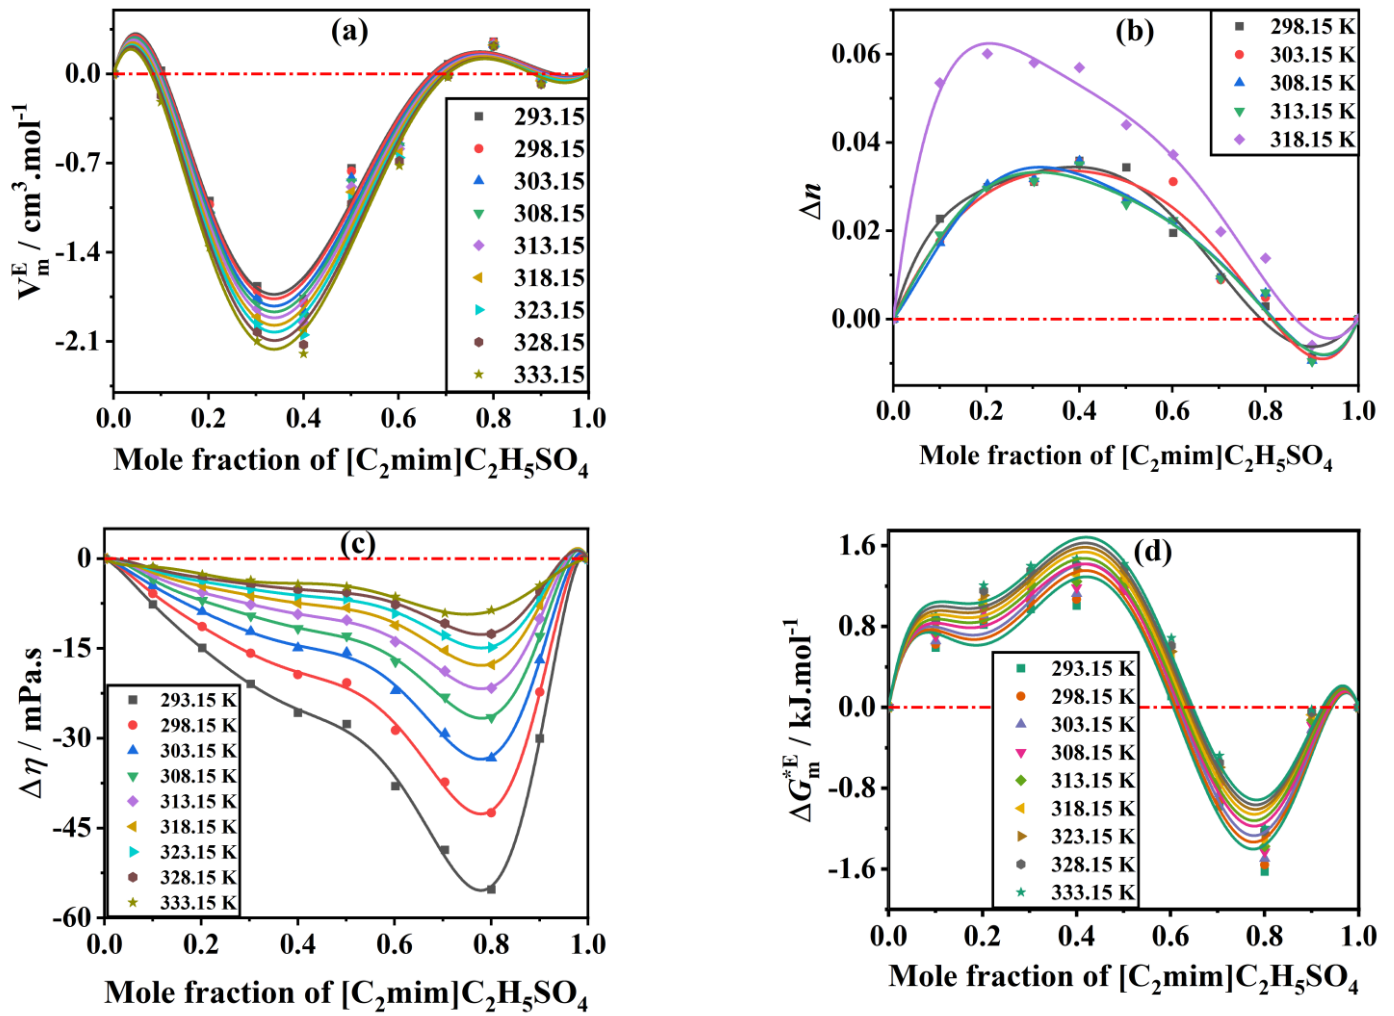 (a)
0.0
-0.7
-1.4
-2.1
V_m^E / cm³.mol⁻¹
293.15
298.15
303.15
308.15
313.15
318.15
323.15
328.15
333.15
0.0 0.2 0.4 0.6 0.8 1.0
Mole fraction of [C₂mim]C₂H₅SO₄
(b)
0.06
0.04
0.02
0.00
Δn
298.15 K
303.15 K
308.15 K
313.15 K
318.15 K
0.0 0.2 0.4 0.6 0.8 1.0
Mole fraction of [C₂mim]C₂H₅SO₄
(c)
0
-15
-30
-45
-60
Δη / mPa.s
293.15 K
298.15 K
303.15 K
308.15 K
313.15 K
318.15 K
323.15 K
328.15 K
333.15 K
0.0 0.2 0.4 0.6 0.8 1.0
Mole fraction of [C₂mim]C₂H₅SO₄
(d)
1.6
0.8
0.0
-0.8
-1.6
ΔG_m^*E / kJ.mol⁻¹
293.15 K
298.15 K
303.15 K
308.15 K
313.15 K
318.15 K
323.15 K
328.15 K
333.15 K
0.0 0.2 0.4 0.6 0.8 1.0
Mole fraction of [C₂mim]C₂H₅SO₄